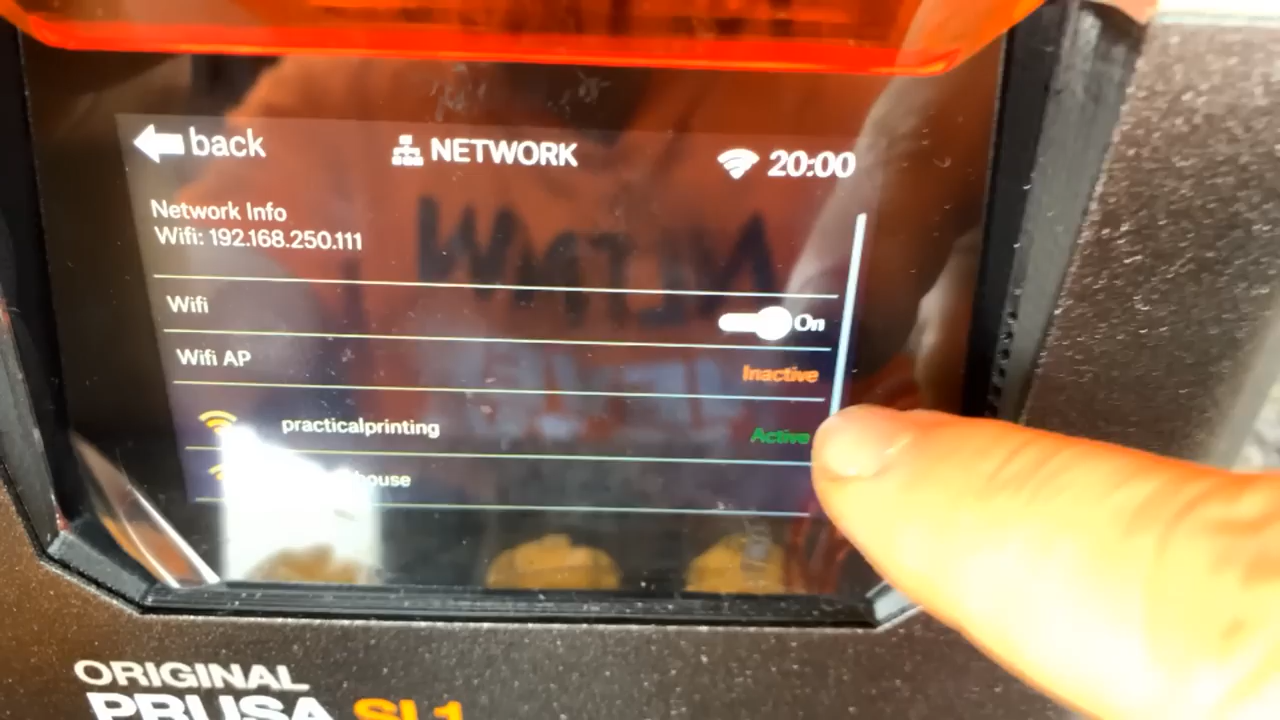 back
NETWORK
20:00
Network Info
Wifi: 192.168.250.111
Wifi
On
Wifi AP
Inactive
practicalprinting
Active
ORIGINAL
PRUSA SL1